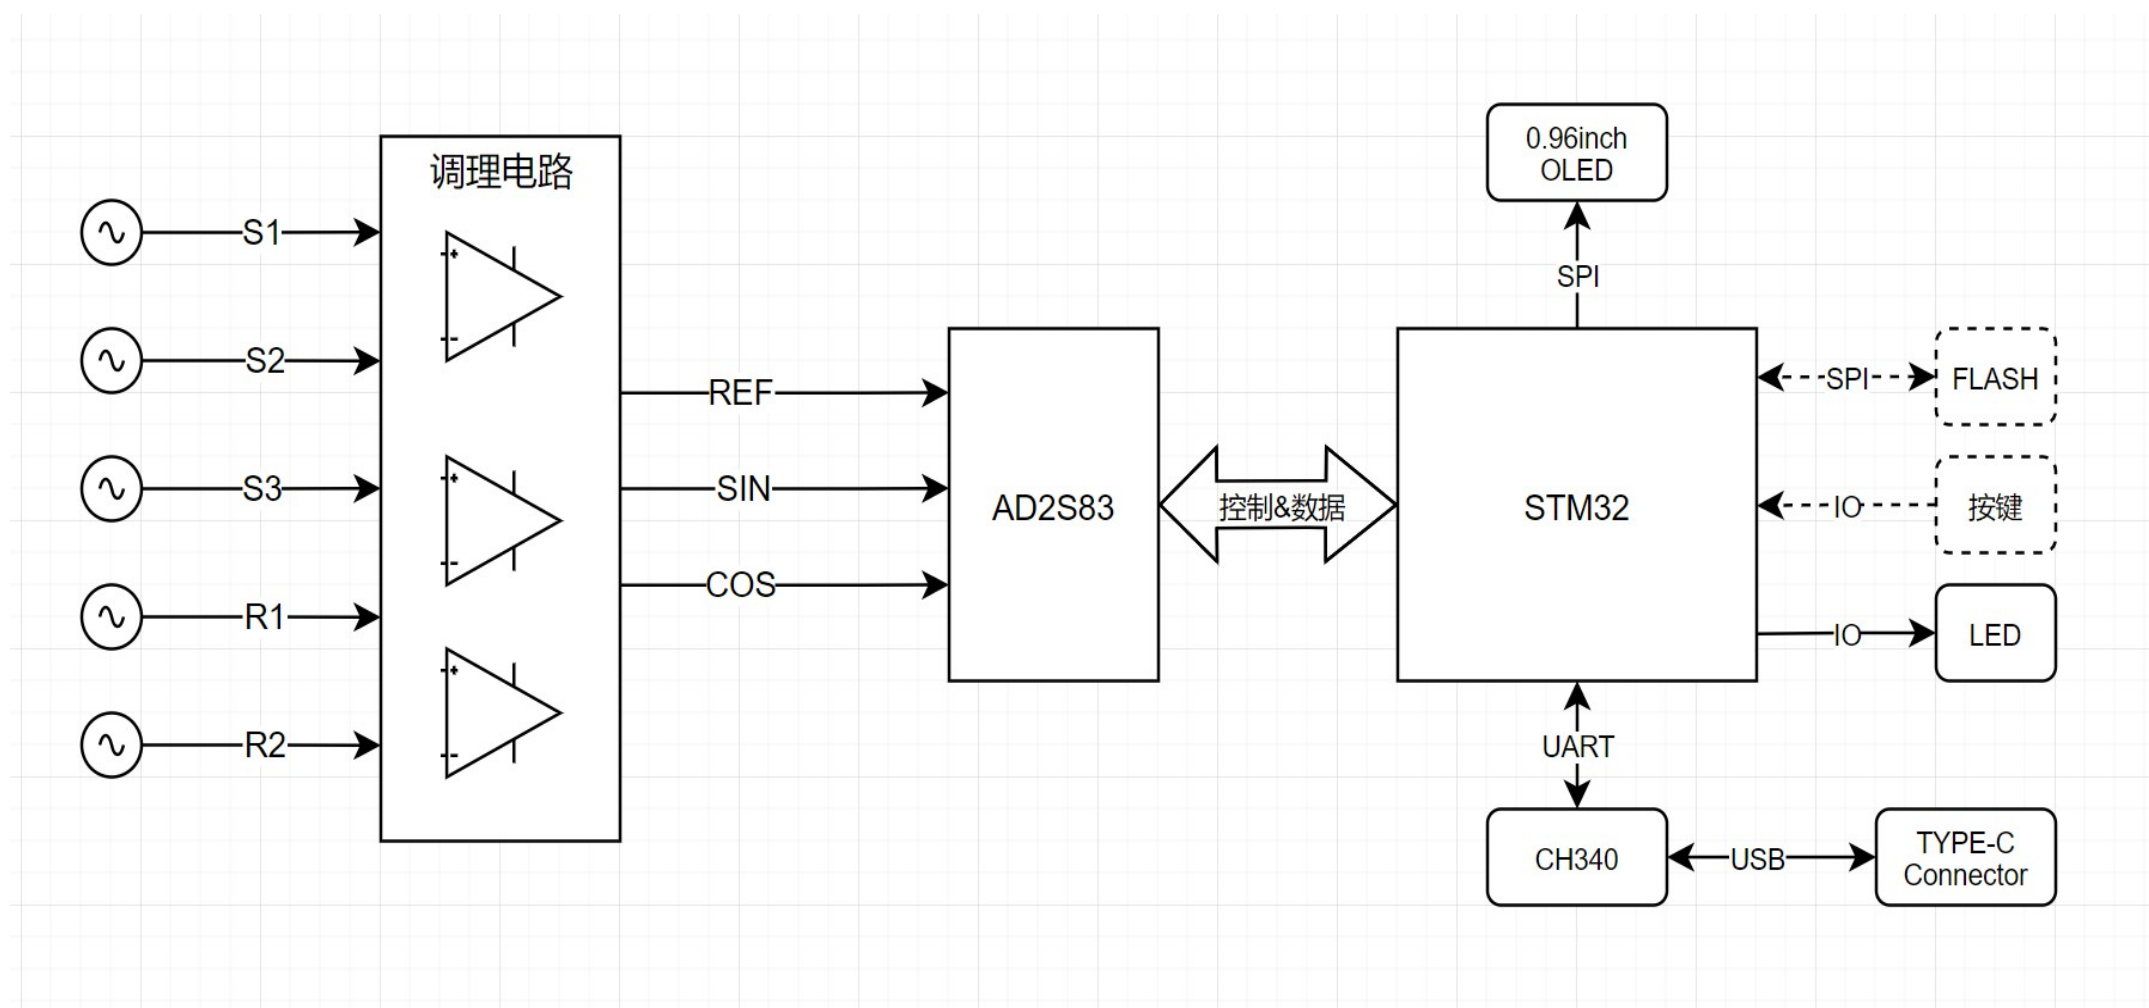 调理电路
S1
S2
S3
R1
R2
REF
SIN
COS
AD2S83
控制&数据
STM32
0.96inch
OLED
SPI
SPI
FLASH
IO
按键
IO
LED
UART
CH340
USB
TYPE-C
Connector